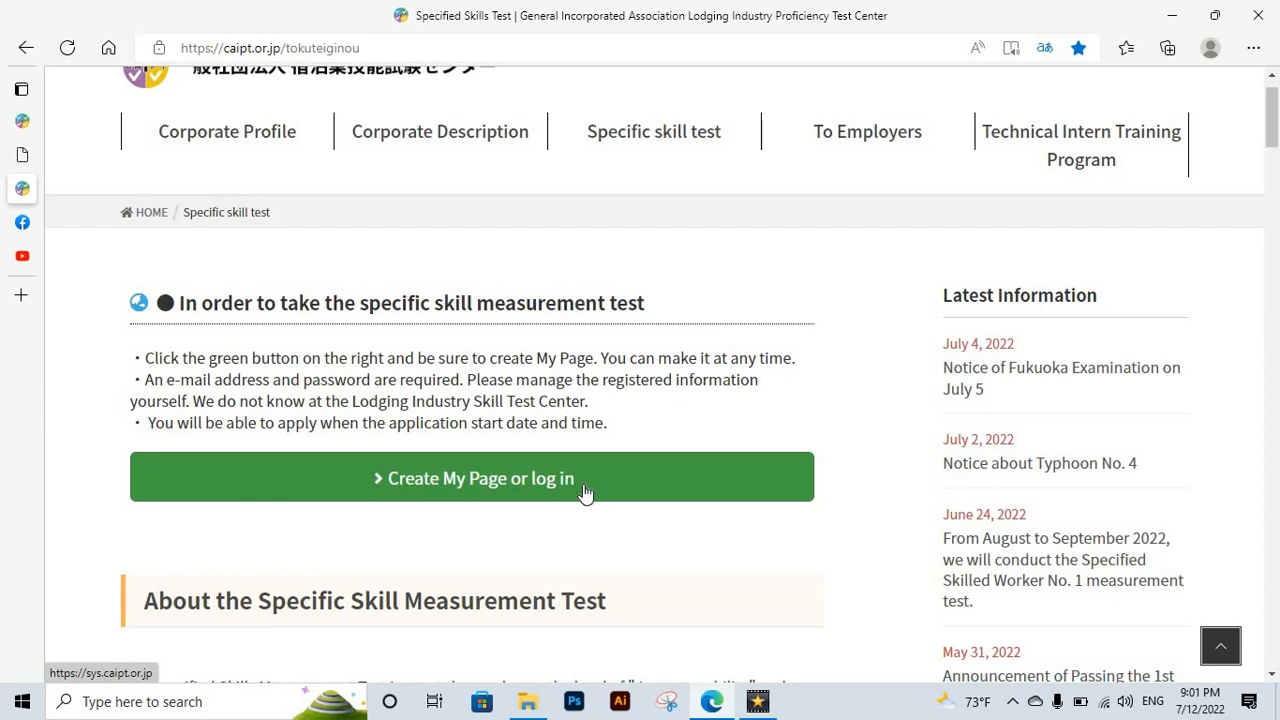 Specified Skills Test | General Incorporated Association Lodging Industry Proficiency Test Center
https://caipt.or.jp/tokuteiginou
般社団法人 宿泊業技能試験センター
Corporate Profile
Corporate Description
Specific skill test
To Employers
Technical Intern Training
Program
HOME / Specific skill test
● In order to take the specific skill measurement test
・Click the green button on the right and be sure to create My Page. You can make it at any time.
・An e-mail address and password are required. Please manage the registered information
yourself. We do not know at the Lodging Industry Skill Test Center.
・ You will be able to apply when the application start date and time.
Create My Page or log in
About the Specific Skill Measurement Test
Latest Information
July 4, 2022
Notice of Fukuoka Examination on
July 5
July 2, 2022
Notice about Typhoon No. 4
June 24, 2022
From August to September 2022,
we will conduct the Specified
Skilled Worker No. 1 measurement
test.
May 31, 2022
Announcement of Passing the 1st
https://sys.caipt.or.jp
Type here to search
Ps
Ai
73°F
ENG
9:01 PM
7/12/2022